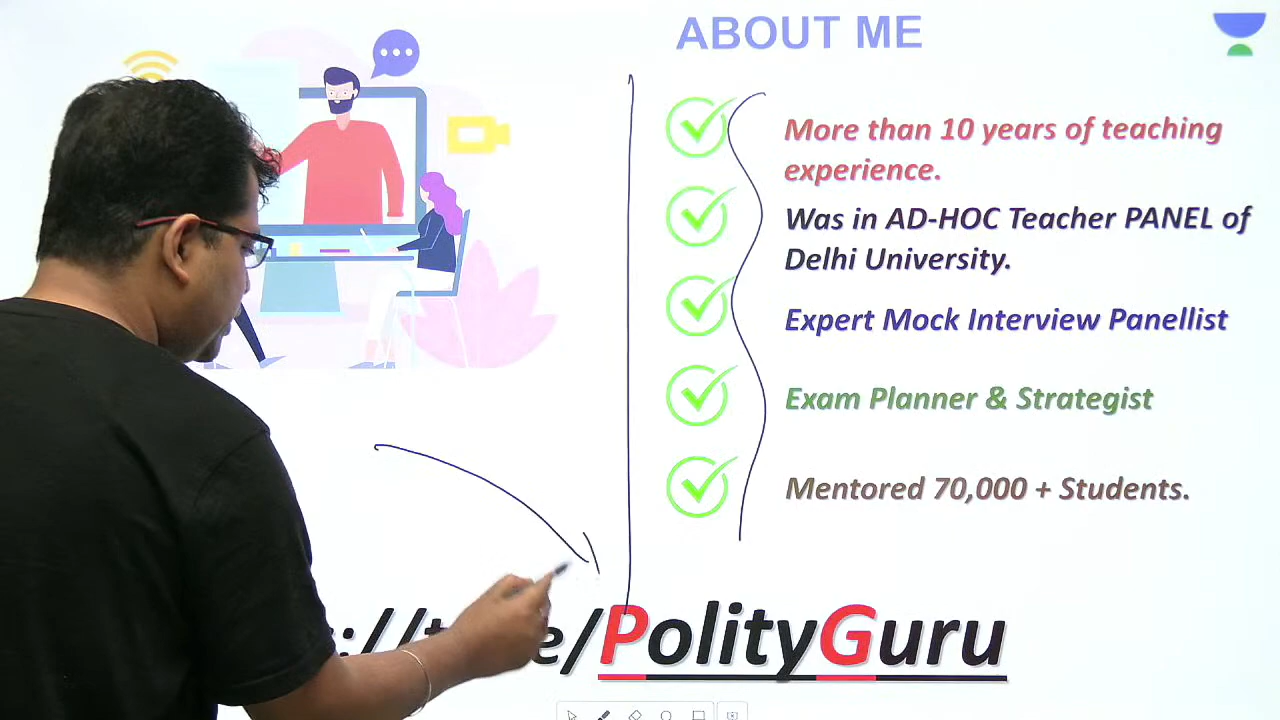 ABOUT ME
More than 10 years of teaching
experience.
Was in AD-HOC Teacher PANEL of
Delhi University.
Expert Mock Interview Panellist
Exam Planner & Strategist
Mentored 70,000 + Students.
/PolityGuru